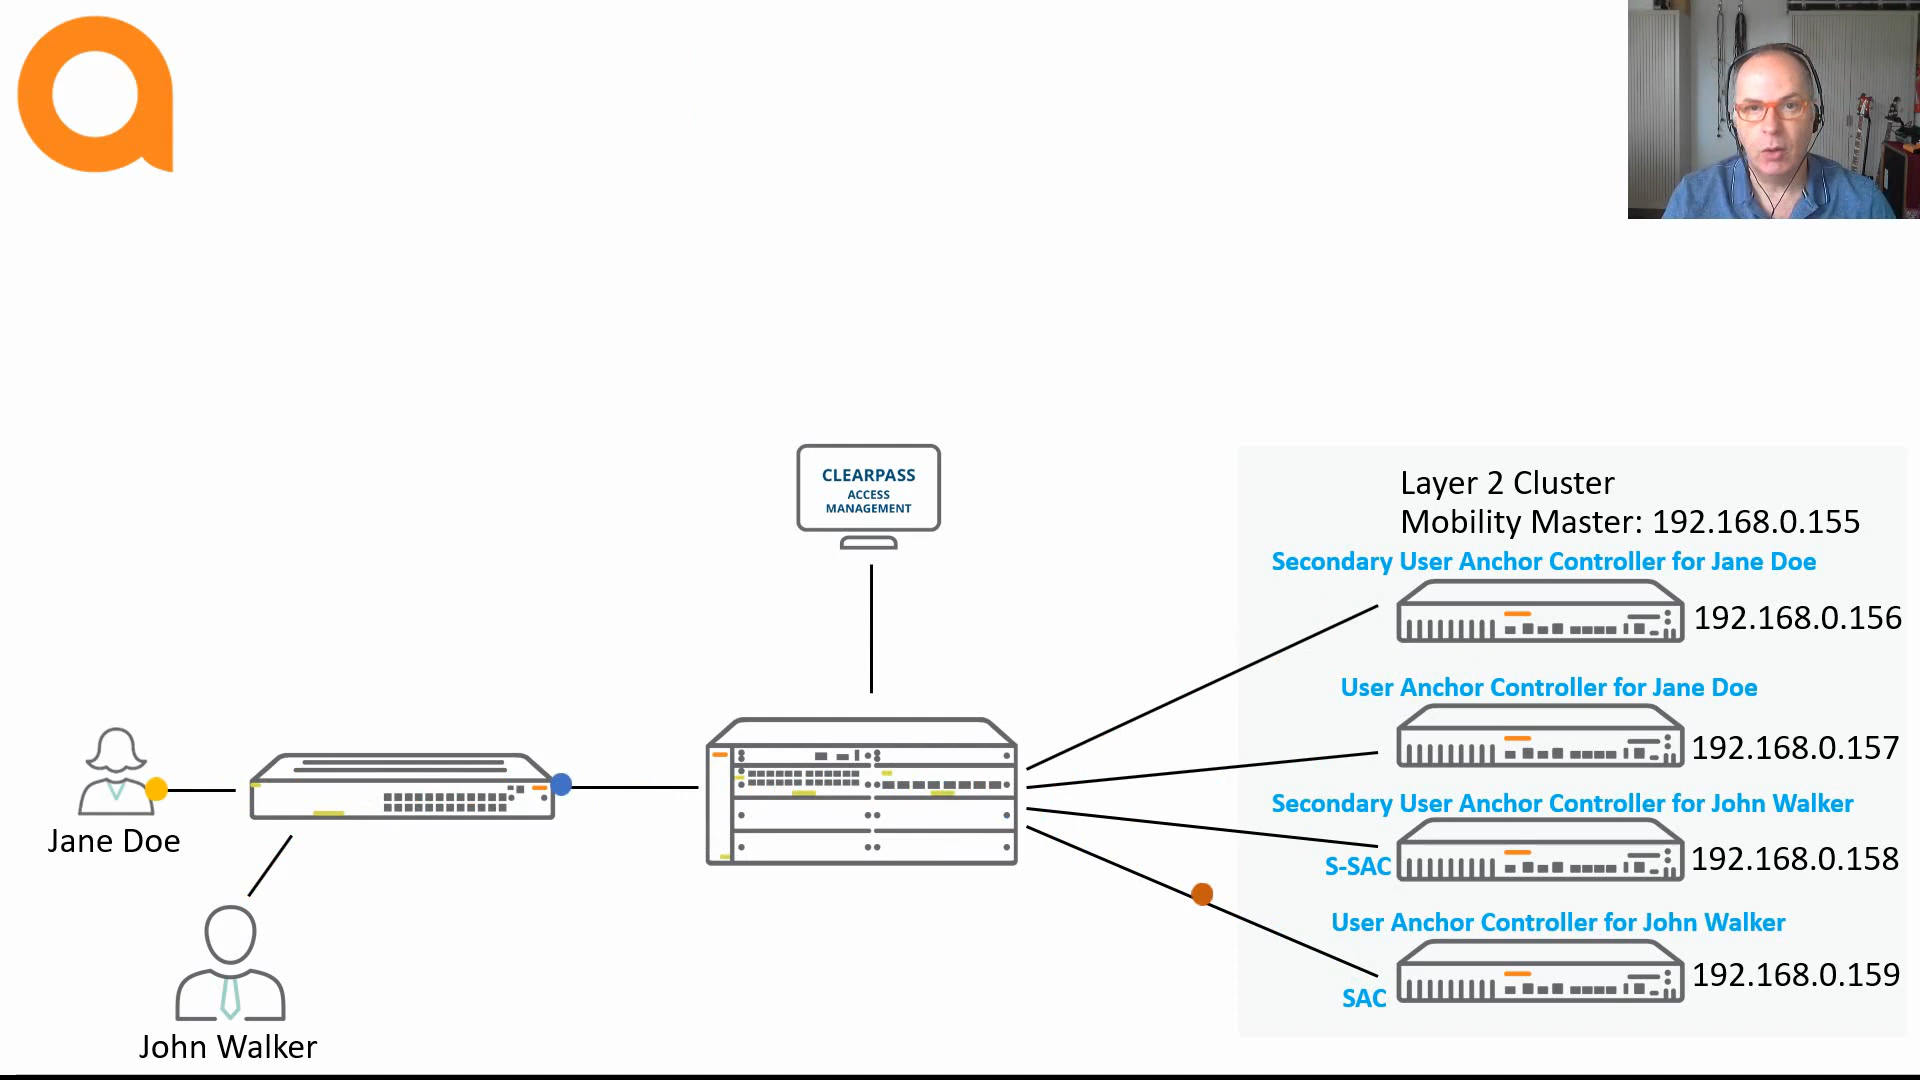 CLEARPASS
ACCESS
MANAGEMENT
Layer 2 Cluster
Mobility Master: 192.168.0.155
Secondary User Anchor Controller for Jane Doe
192.168.0.156
User Anchor Controller for Jane Doe
192.168.0.157
Secondary User Anchor Controller for John Walker
S-SAC
192.168.0.158
User Anchor Controller for John Walker
SAC
192.168.0.159
Jane Doe
John Walker